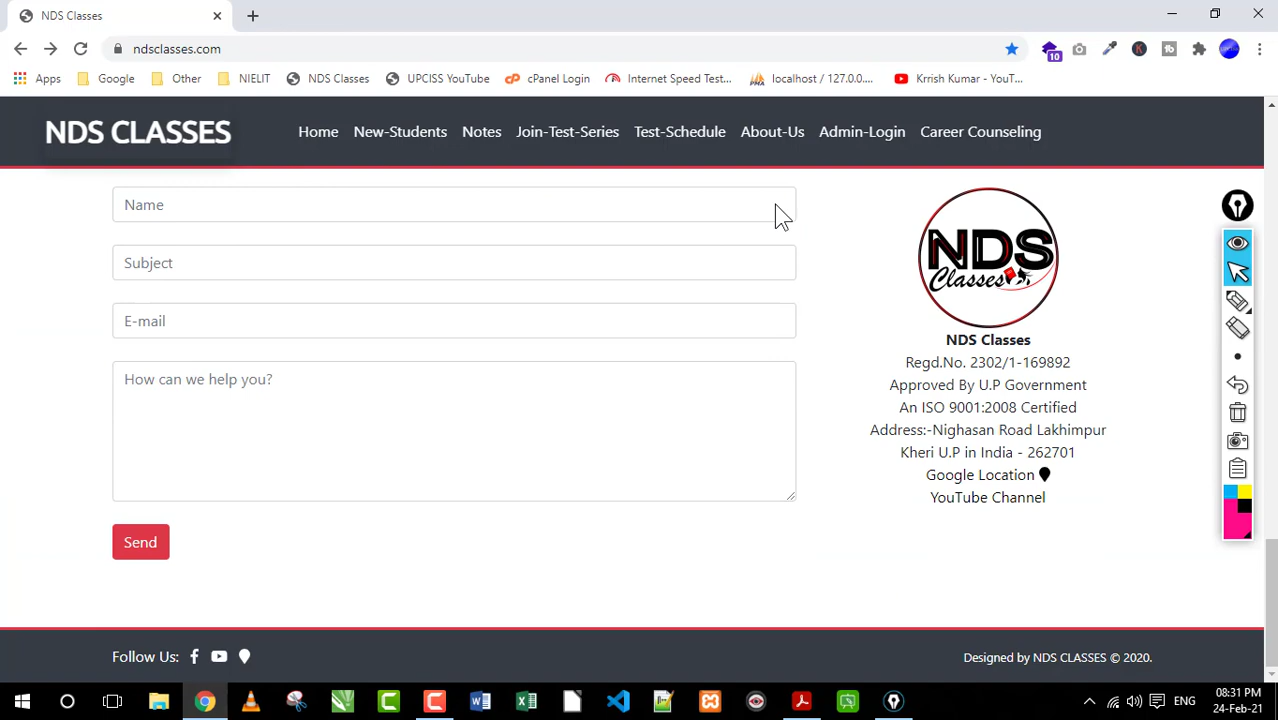 NDS Classes
ndsclasses.com
10
Apps Google Other NIELIT NDS Classes UPCISS YouTube cPanel Login Internet Speed Test... localhost / 127.0.0.... Krrish Kumar - YouT...
NDS CLASSES Home New-Students Notes Join-Test-Series Test-Schedule About-Us Admin-Login Career Counseling
Name
Subject
E-mail
How can we help you?
Send
NDS
Classes
NDS Classes
Regd.No. 2302/1-169892
Approved By U.P Government
An ISO 9001:2008 Certified
Address:-Nighasan Road Lakhimpur
Kheri U.P in India - 262701
Google Location
YouTube Channel
Follow Us:
Designed by NDS CLASSES © 2020.
ENG
08:31 PM
24-Feb-21